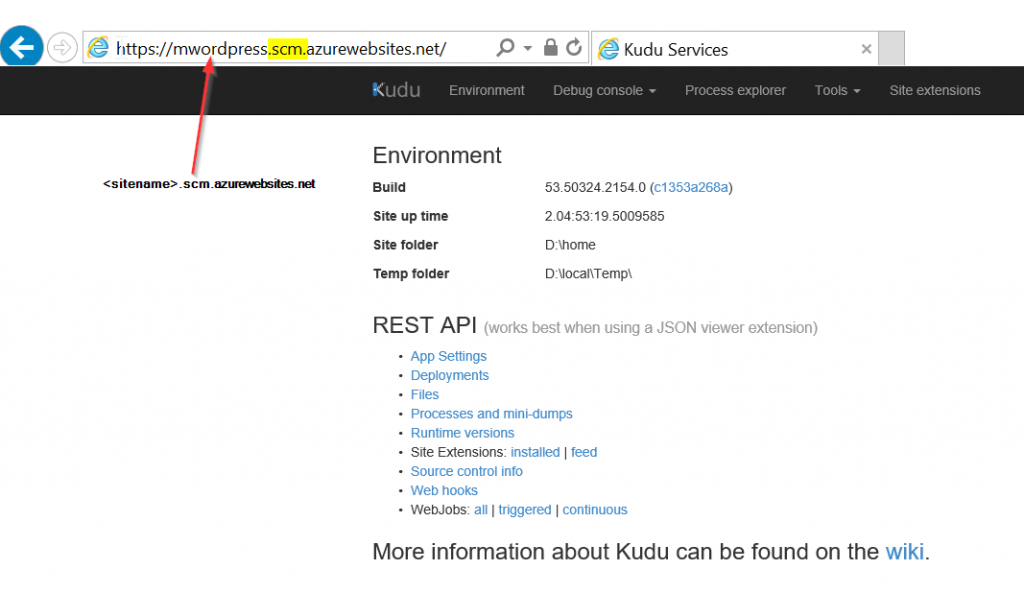 https://mwordpress.scm.azurewebsites.net/ Kudu Services
Kudu Environment Debug console Process explorer Tools Site extensions
<sitename>.scm.azurewebsites.net
Environment
Build 53.50324.2154.0 (c1353a268a)
Site up time 2.04:53:19.5009585
Site folder D:\home
Temp folder D:\local\Temp\
REST API (works best when using a JSON viewer extension)
• App Settings
• Deployments
• Files
• Processes and mini-dumps
• Runtime versions
• Site Extensions: installed | feed
• Source control info
• Web hooks
• WebJobs: all | triggered | continuous
More information about Kudu can be found on the wiki.